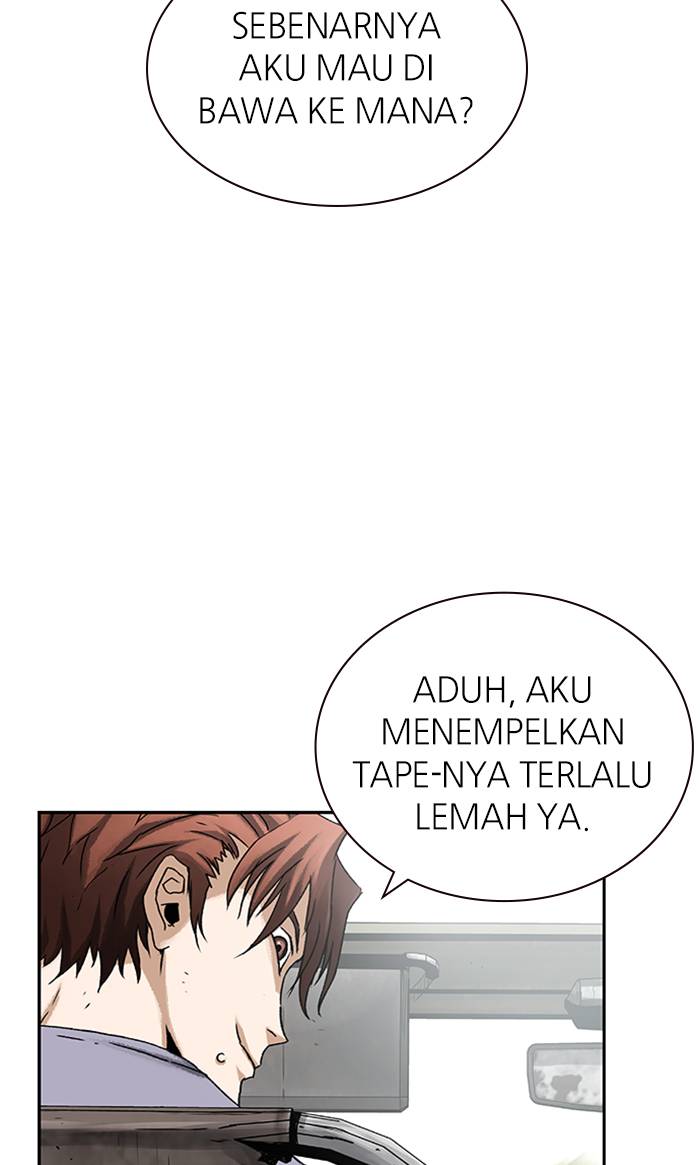 SEBENARNYA
AKU MAU DI
BAWA KE MANA?
ADUH, AKU
MENEMPELKAN
TAPE-NYA TERLALU
LEMAH YA.